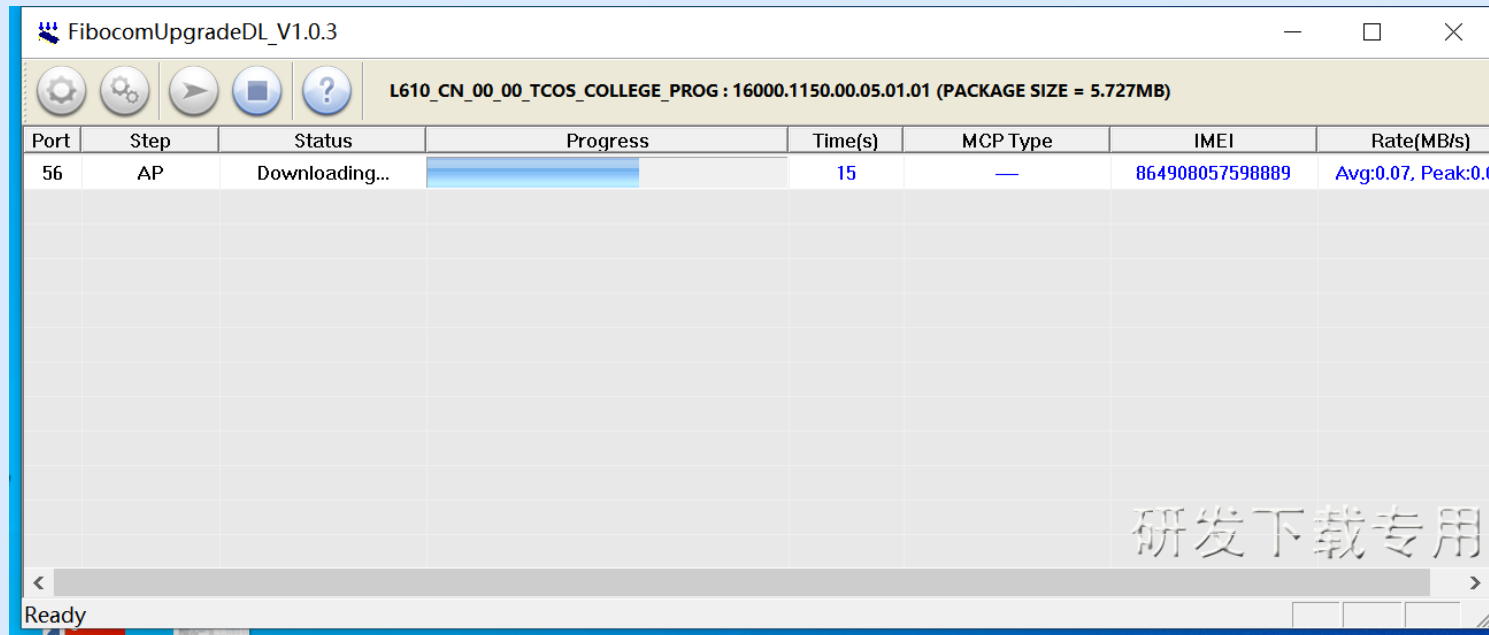 FibocomUpgradeDL_V1.0.3
L610_CN_00_00_TCOS_COLLEGE_PROG : 16000.1150.00.05.01.01 (PACKAGE SIZE = 5.727MB)
Port Step Status Progress Time(s) MCP Type IMEI Rate(MB/s)
56 AP Downloading... 15 — 864908057598889 Avg:0.07, Peak:0.
研发下载专用
Ready